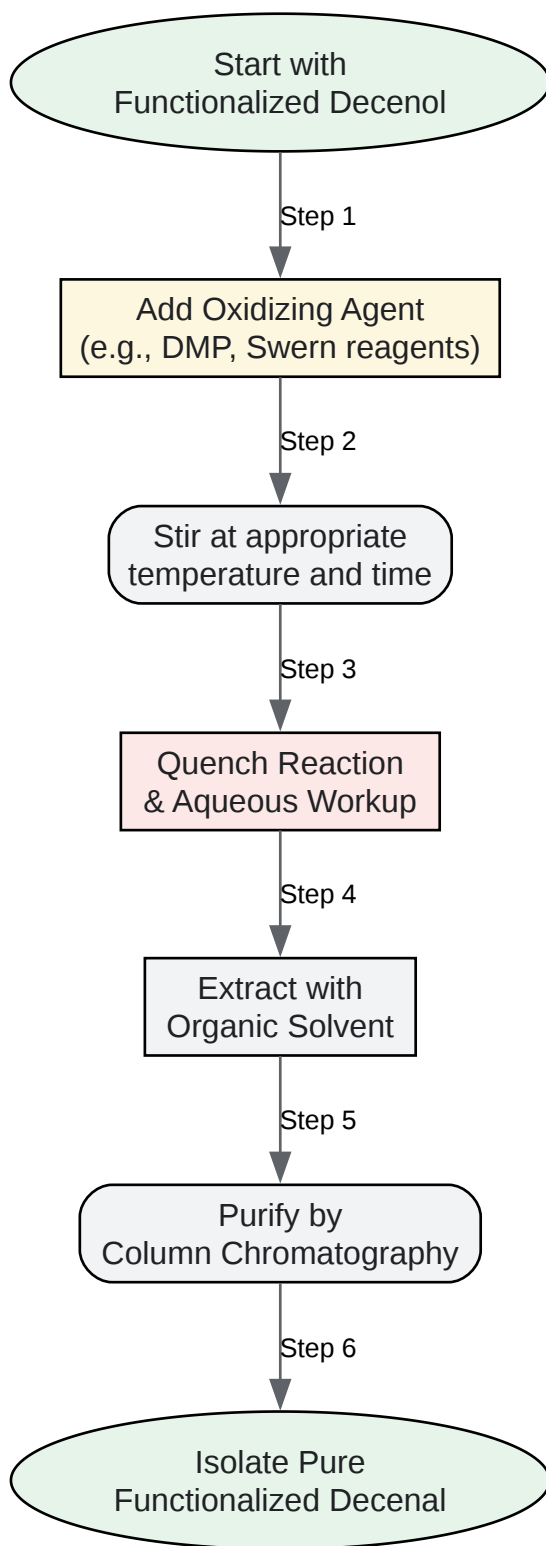 Start with
Functionalized Decenol
Step 1
Add Oxidizing Agent
(e.g., DMP, Swern reagents)
Step 2
Stir at appropriate
temperature and time
Step 3
Quench Reaction
& Aqueous Workup
Step 4
Extract with
Organic Solvent
Step 5
Purify by
Column Chromatography
Step 6
Isolate Pure
Functionalized Decenal